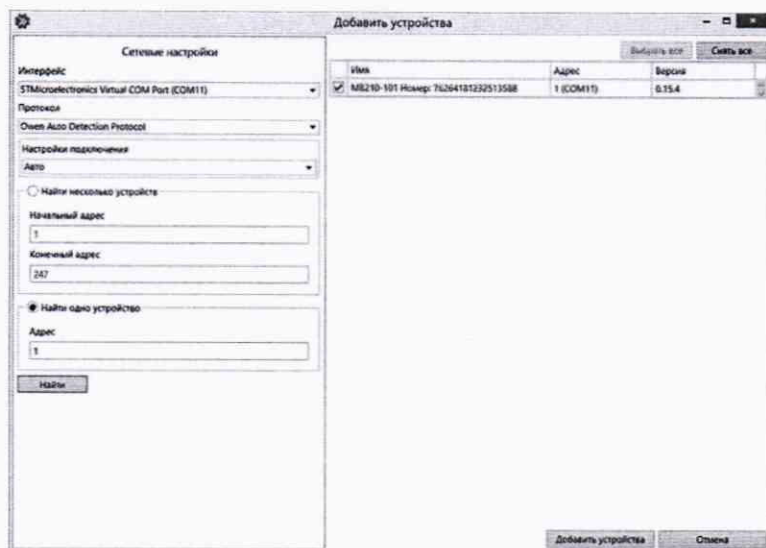 Добавить устройства
Сетевые настройки
Интерфейс
STMicroelectronics Virtual COM Port (COM11)
Протокол
Owen Auto Detection Protocol
Настройки подключения
Авто
Найти несколько устройств
Начальный адрес
1
Конечный адрес
247
Найти одно устройство
Адрес
1
Найти
Выбрать все Снять все
Имя Адрес Версия
МВ210-101 Номер: 76264181232513588 1 (COM11) 0.15.4
Добавить устройства Отмена